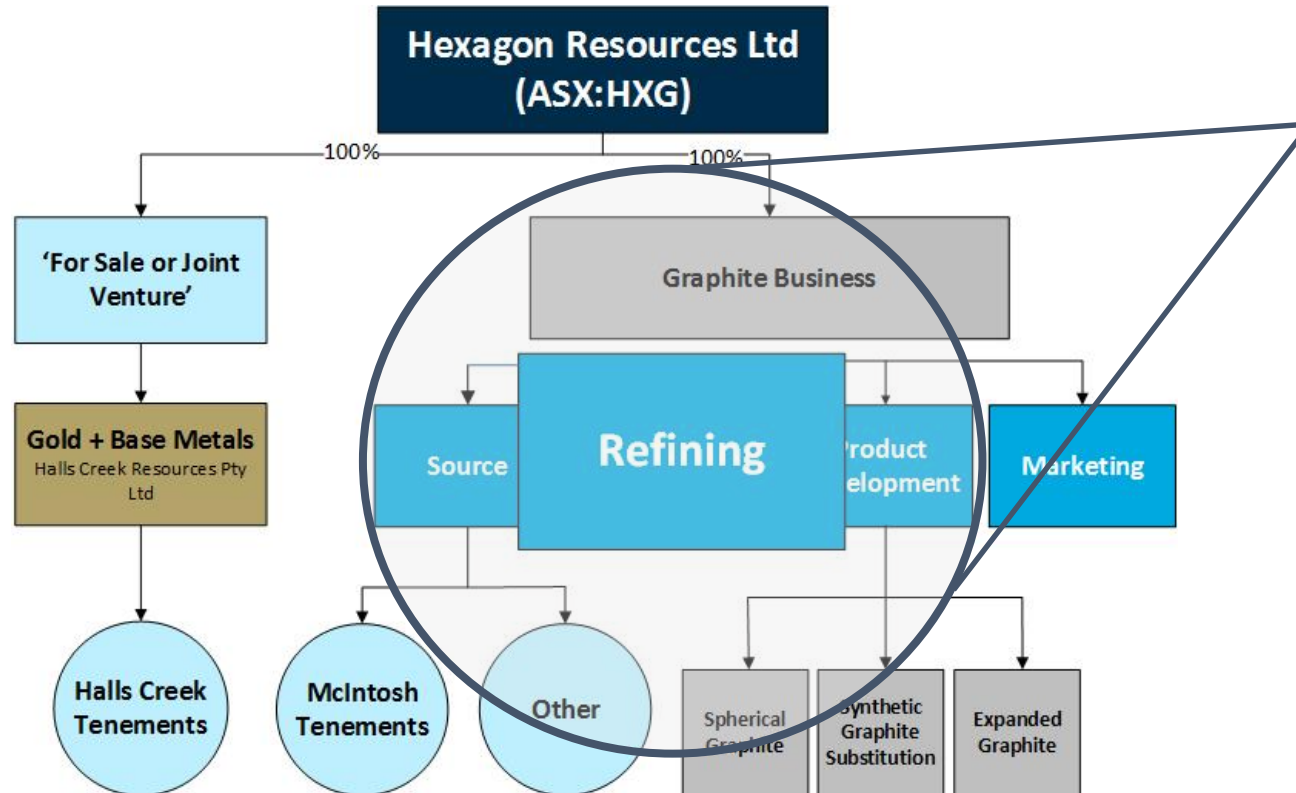 Hexagon Resources Ltd
(ASX:HXG)
100%
100%
‘For Sale or Joint
Venture’
Graphite Business
Gold + Base Metals
Halls Creek Resources Pty
Ltd
Source
Refining
Product
elopment
Marketing
Halls Creek
Tenements
McIntosh
Tenements
Other
Spherical
Graphite
Synthetic
Graphite
Substitution
Expanded
Graphite